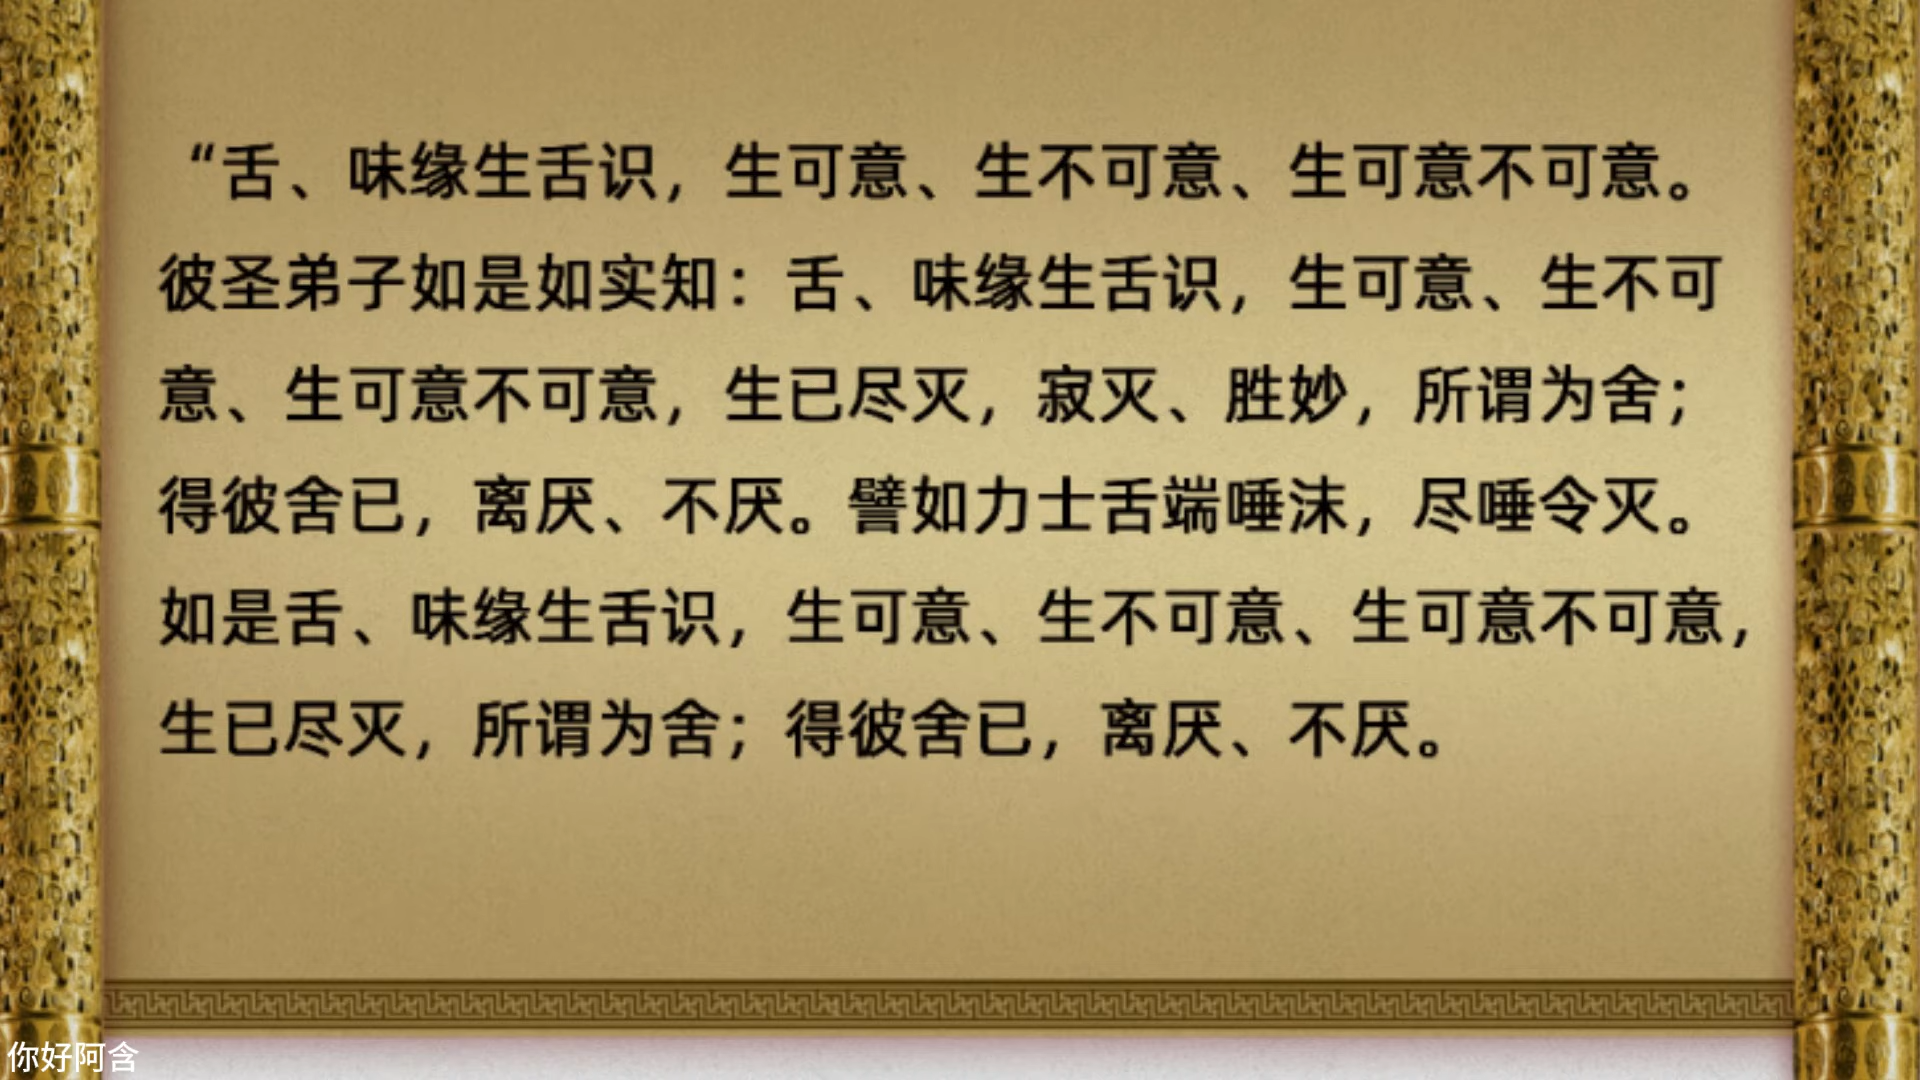 “舌、味缘生舌识，生可意、生不可意、生可意不可意。
彼圣弟子如是如实知：舌、味缘生舌识，生可意、生不可
意、生可意不可意，生已尽灭，寂灭、胜妙，所谓为舍；
得彼舍已，离厌、不厌。譬如力士舌端唾沫，尽唾令灭。
如是舌、味缘生舌识，生可意、生不可意、生可意不可意，
生已尽灭，所谓为舍；得彼舍已，离厌、不厌。
你好阿含